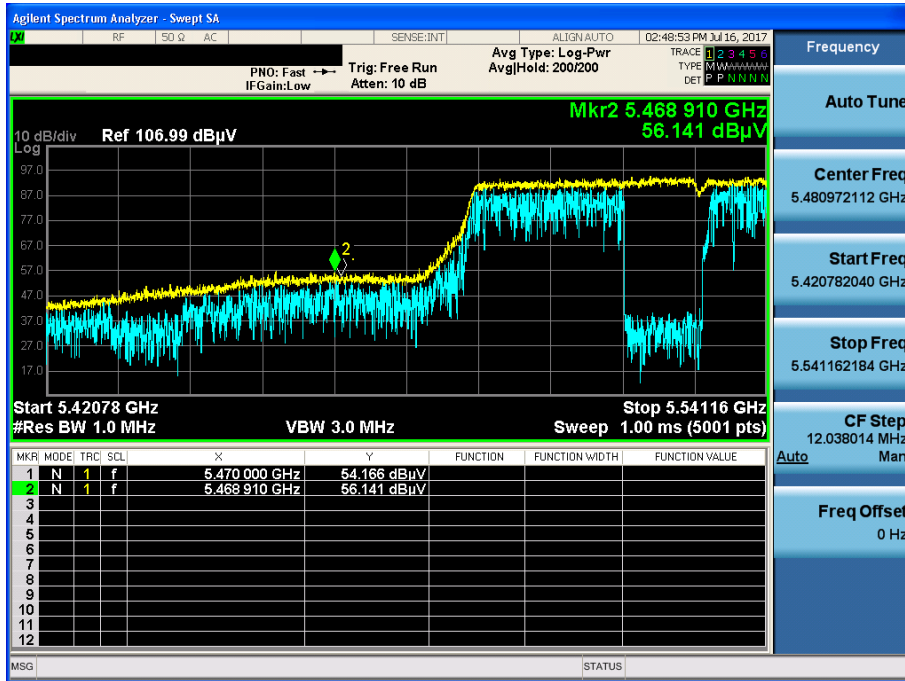 Agilent Spectrum Analyzer - Swept SA
LXI RF 50 Ω AC SENSE:INT ALIGN AUTO 02:48:53 PM Jul 16, 2017
PNO: Fast
IFGain:Low
Trig: Free Run
Atten: 10 dB
Avg Type: Log-Pwr
Avg|Hold: 200/200
TRACE 1 2 3 4 5 6
TYPE MWAWAWAWAW
DET P P N N N N
Mkr2 5.468 910 GHz
56.141 dBµV
10 dB/div Ref 106.99 dBµV
Log
97.0
87.0
77.0
67.0
57.0
47.0
37.0
27.0
17.0
2
Start 5.42078 GHz Stop 5.54116 GHz
#Res BW 1.0 MHz VBW 3.0 MHz Sweep 1.00 ms (5001 pts)
MKR MODE TRC SCL X Y FUNCTION FUNCTION WIDTH FUNCTION VALUE
1 N 1 f 5.470 000 GHz 54.166 dBµV
2 N 1 f 5.468 910 GHz 56.141 dBµV
3
4
5
6
7
8
9
10
11
12
MSG STATUS
Frequency
Auto Tune
Center Freq
5.480972112 GHz
Start Freq
5.420782040 GHz
Stop Freq
5.541162184 GHz
CF Step
12.038014 MHz
Auto Man
Freq Offset
0 Hz